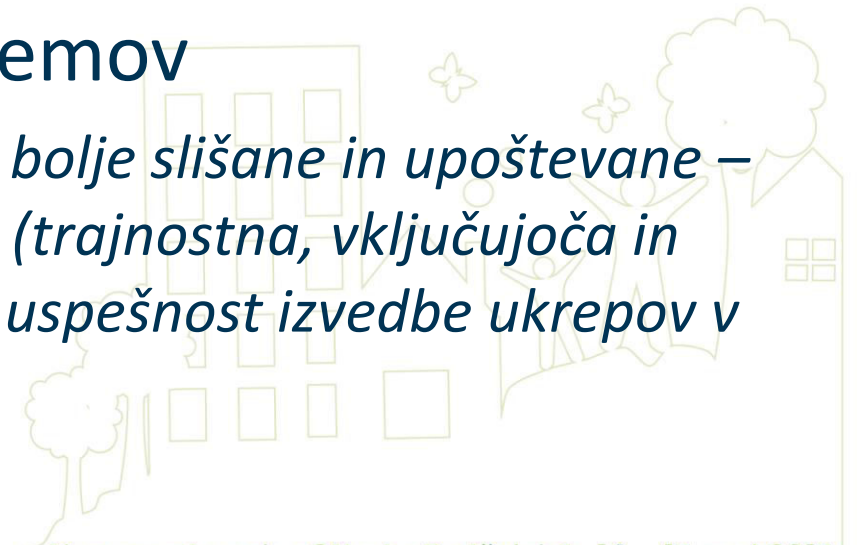 emov
bolje slišane in upoštevane –
(trajnostna, vključujoča in
uspešnost izvedbe ukrepov v